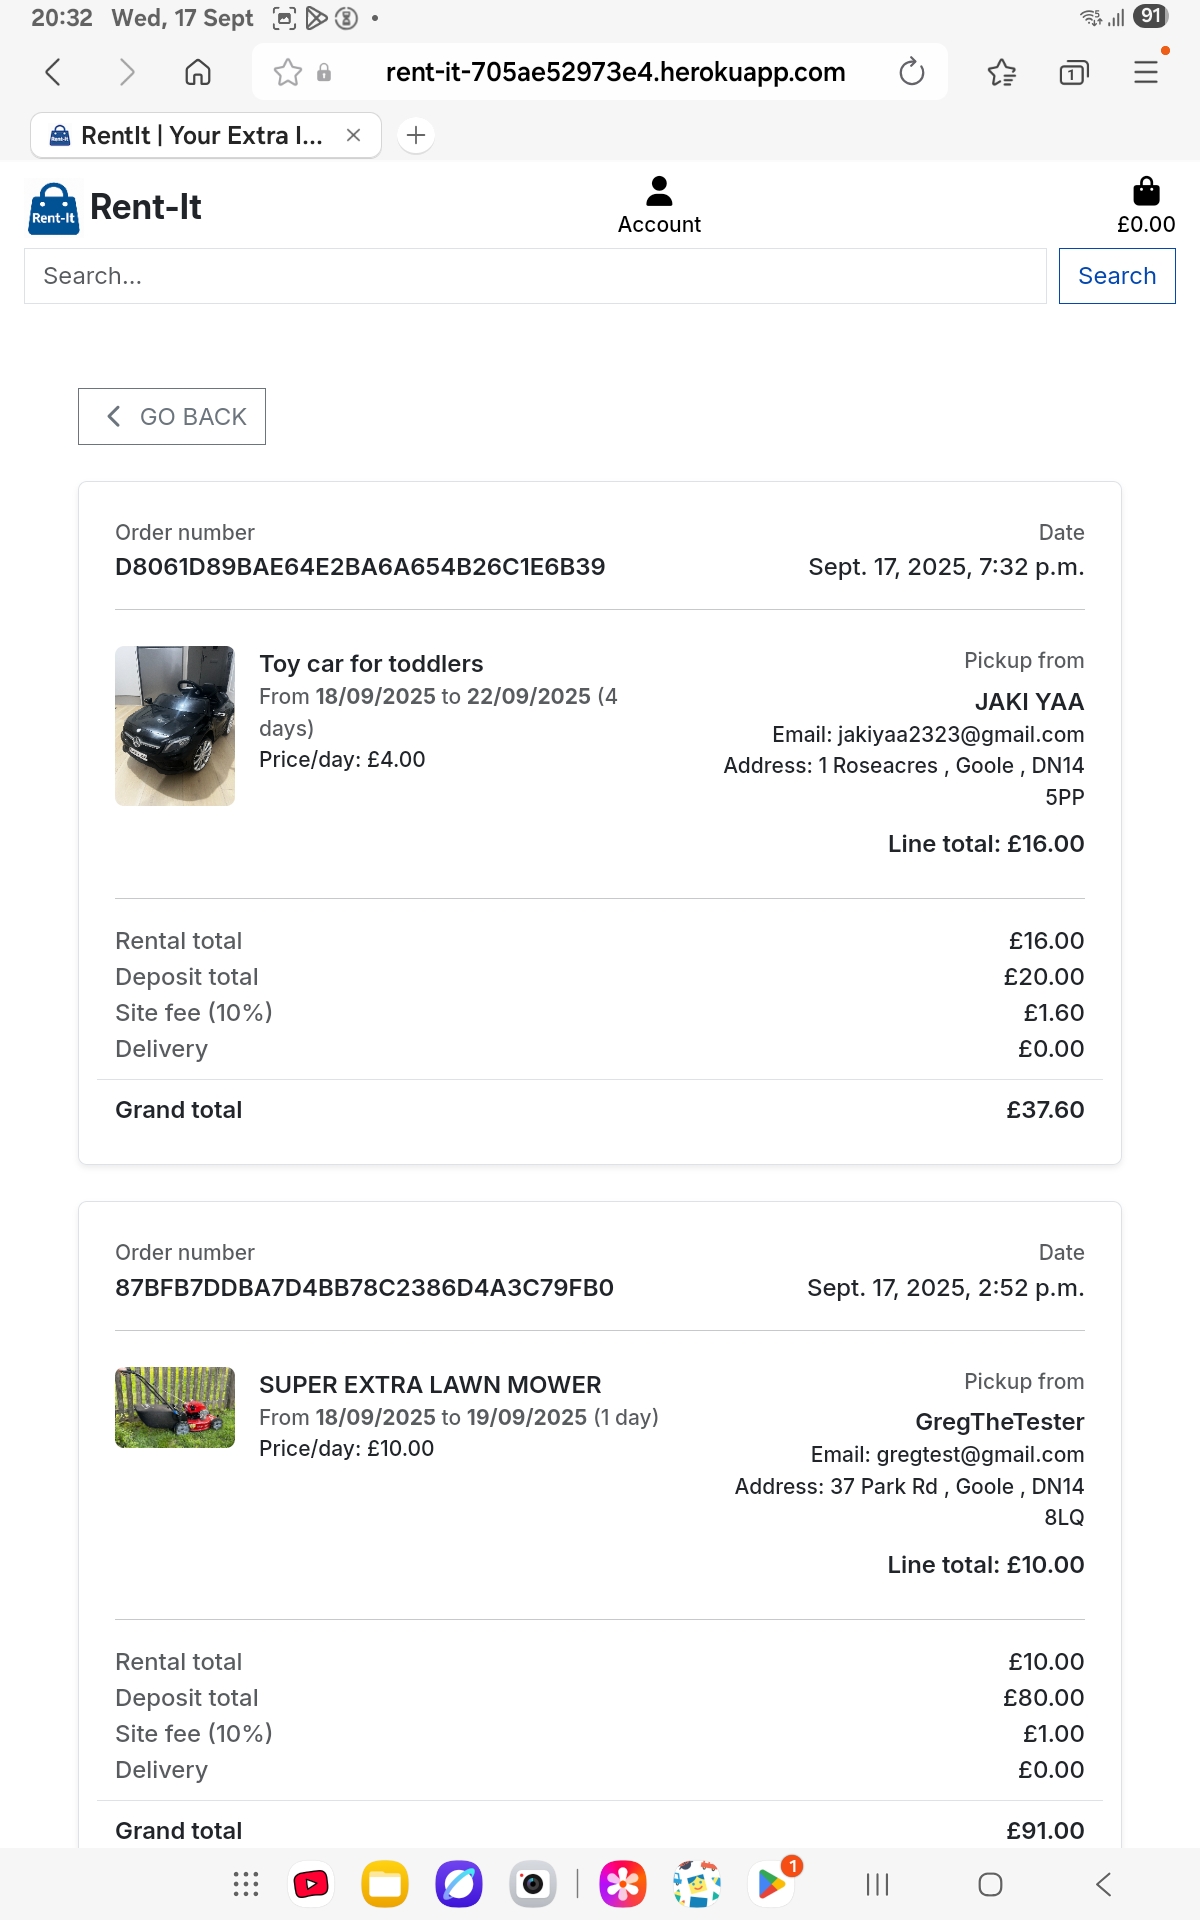 20:32 Wed, 17 Sept
91
rent-it-705ae52973e4.herokuapp.com
1
RentIt | Your Extra I...
Rent-It
Rent-It
Account
£0.00
Search...
Search
GO BACK
Order number
Date
D8061D89BAE64E2BA6A654B26C1E6B39
Sept. 17, 2025, 7:32 p.m.
Toy car for toddlers
From 18/09/2025 to 22/09/2025 (4
days)
Price/day: £4.00
Pickup from
JAKI YAA
Email: jakiyaa2323@gmail.com
Address: 1 Roseacres , Goole , DN14
5PP
Line total: £16.00
Rental total £16.00
Deposit total £20.00
Site fee (10%) £1.60
Delivery £0.00
Grand total £37.60
Order number
Date
87BFB7DDBA7D4BB78C2386D4A3C79FB0
Sept. 17, 2025, 2:52 p.m.
SUPER EXTRA LAWN MOWER
From 18/09/2025 to 19/09/2025 (1 day)
Price/day: £10.00
Pickup from
GregTheTester
Email: gregtest@gmail.com
Address: 37 Park Rd , Goole , DN14
8LQ
Line total: £10.00
Rental total £10.00
Deposit total £80.00
Site fee (10%) £1.00
Delivery £0.00
Grand total £91.00
1